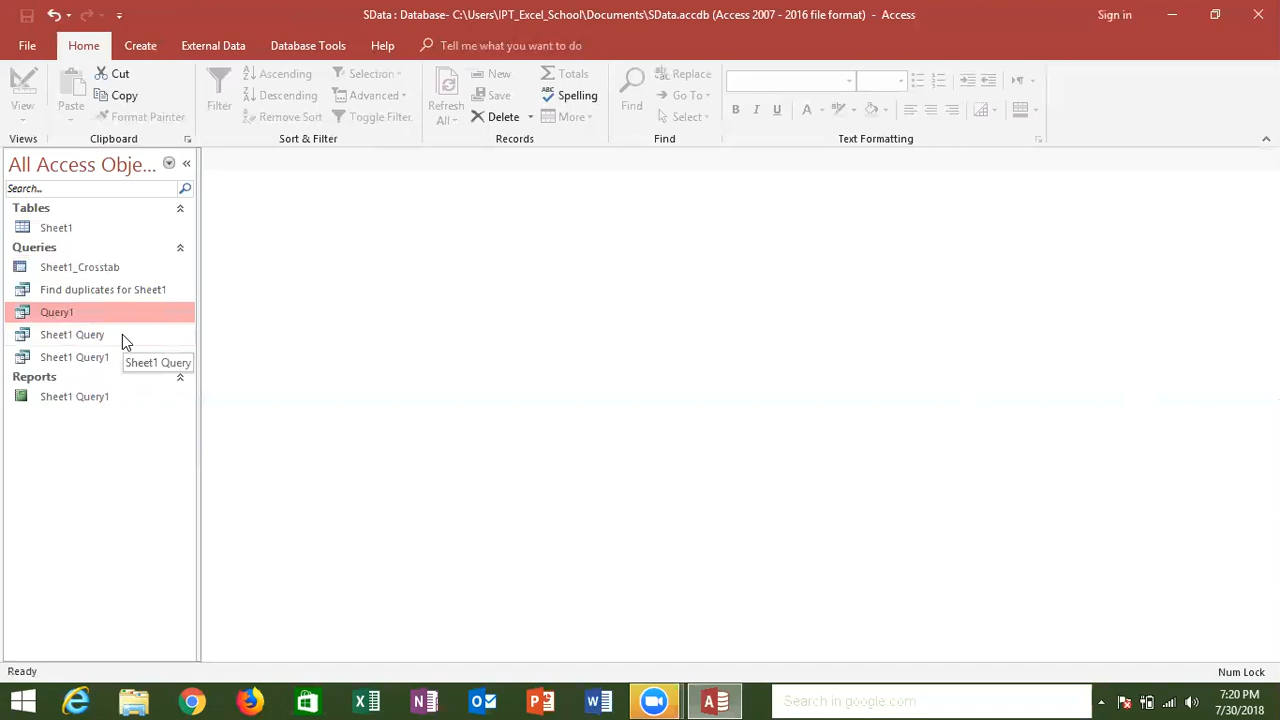 SData : Database- C:\Users\IPT_Excel_School\Documents\SData.accdb (Access 2007 - 2016 file format) - Access
Sign in
File Home Create External Data Database Tools Help Tell me what you want to do
View
Views
Paste
Cut
Copy
Format Painter
Clipboard
Filter
Ascending
Descending
Remove Sort
Selection
Advanced
Toggle Filter
Sort & Filter
Refresh All
New
Save
Delete
Totals
Spelling
More
Records
Find
Replace
Go To
Select
Find
B I U A
Text Formatting
All Access Obje...
Search...
Tables
Sheet1
Queries
Sheet1_Crosstab
Find duplicates for Sheet1
Query1
Sheet1 Query
Sheet1 Query1
Sheet1 Query
Reports
Sheet1 Query1
Ready
Num Lock
Search in google.com
7:20 PM
7/30/2018